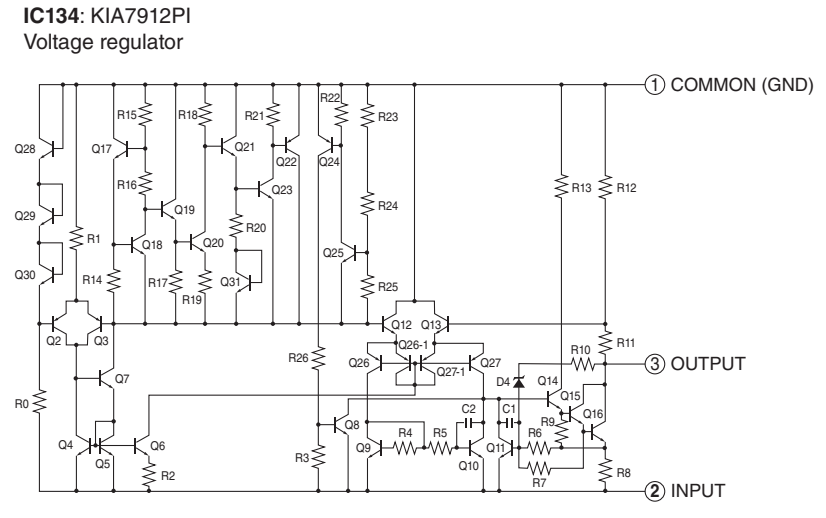 IC134: KIA7912PI
Voltage regulator
1 COMMON (GND)
R15 R18 R21 R22 R23
Q28 Q17 Q21 Q22 Q24
R16 Q23 R13 R12
Q29 Q19 R20 R24
R1 Q18 Q20 Q25
Q30 R14 R17 R19 Q31 R25
Q2 Q3 Q12 Q13
Q26-1 R11
R26 Q26 Q27-1 Q27 R10 3 OUTPUT
Q7 D4 Q14
R0 Q15
C2 C1 Q16
Q8 R9
Q4 Q5 Q6 R4 R5 R6
R3 Q9 Q10 Q11
R2 R7 R8
2 INPUT